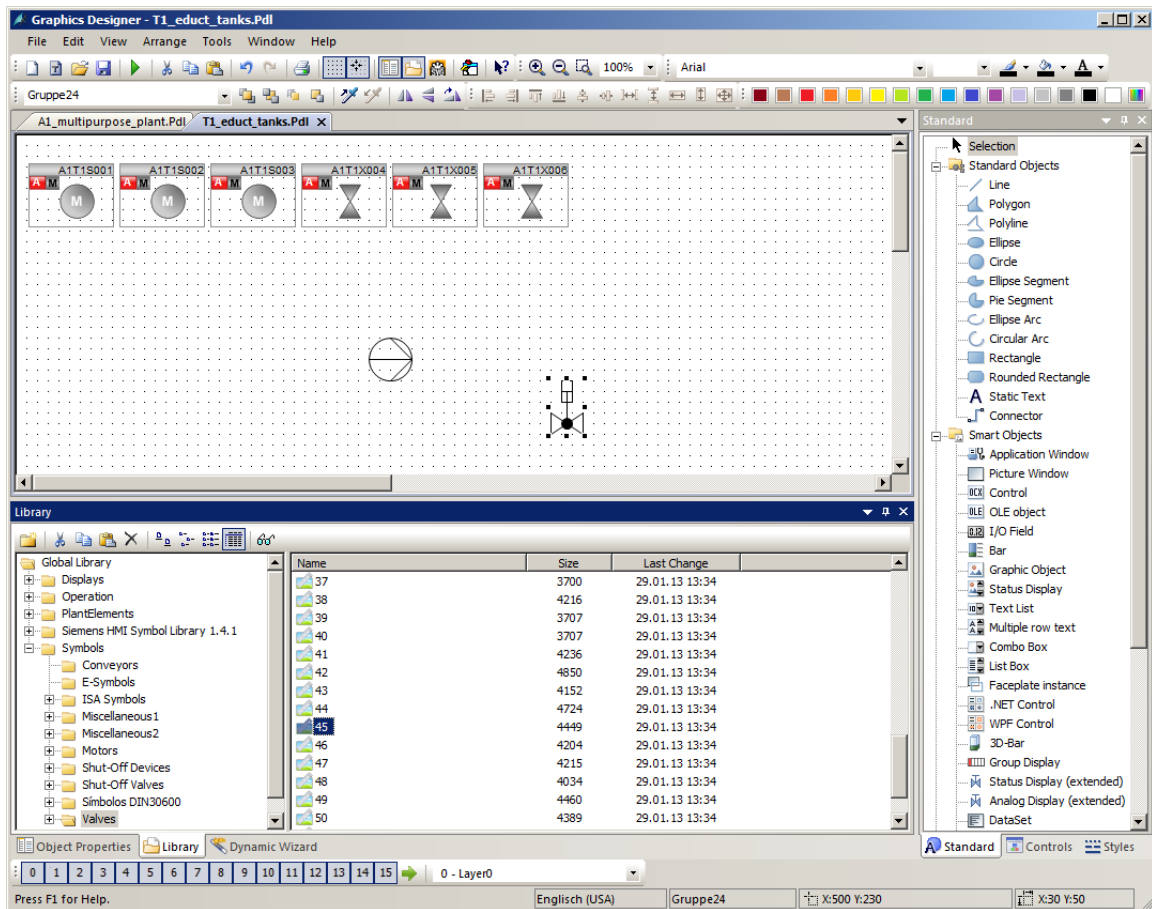 Graphics Designer - T1_educt_tanks.Pdl
File Edit View Arrange Tools Window Help
100% Arial
Gruppe24
A1_multipurpose_plant.Pdl T1_educt_tanks.Pdl X
A1T1S001 A1T1S002 A1T1S003 A1T1X004 A1T1X005 A1T1X006
A M A M A M A M A M A M
M M M
Standard
Selection
Standard Objects
Line
Polygon
Polyline
Ellipse
Circle
Ellipse Segment
Pie Segment
Ellipse Arc
Circular Arc
Rectangle
Rounded Rectangle
A Static Text
Connector
Smart Objects
Application Window
Picture Window
OCX Control
OLE OLE object
0.12 I/O Field
Bar
Graphic Object
Status Display
Text List
Multiple row text
Combo Box
List Box
Faceplate instance
.NET Control
WPF Control
3D-Bar
Group Display
Status Display (extended)
Analog Display (extended)
DataSet
Standard Controls Styles
Library
Global Library
Displays
Operation
PlantElements
Siemens HMI Symbol Library 1.4.1
Symbols
Conveyors
E-Symbols
ISA Symbols
Miscellaneous1
Miscellaneous2
Motors
Shut-Off Devices
Shut-Off Valves
Símbolos DIN30600
Valves
Name Size Last Change
37 3700 29.01.13 13:34
38 4216 29.01.13 13:34
39 3707 29.01.13 13:34
40 3707 29.01.13 13:34
41 4236 29.01.13 13:34
42 4850 29.01.13 13:34
43 4152 29.01.13 13:34
44 4724 29.01.13 13:34
45 4449 29.01.13 13:34
46 4204 29.01.13 13:34
47 4215 29.01.13 13:34
48 4034 29.01.13 13:34
49 4460 29.01.13 13:34
50 4389 29.01.13 13:34
Object Properties Library Dynamic Wizard
0 1 2 3 4 5 6 7 8 9 10 11 12 13 14 15 0 - Layer0
Press F1 for Help. Englisch (USA) Gruppe24 X:500 Y:230 X:30 Y:50